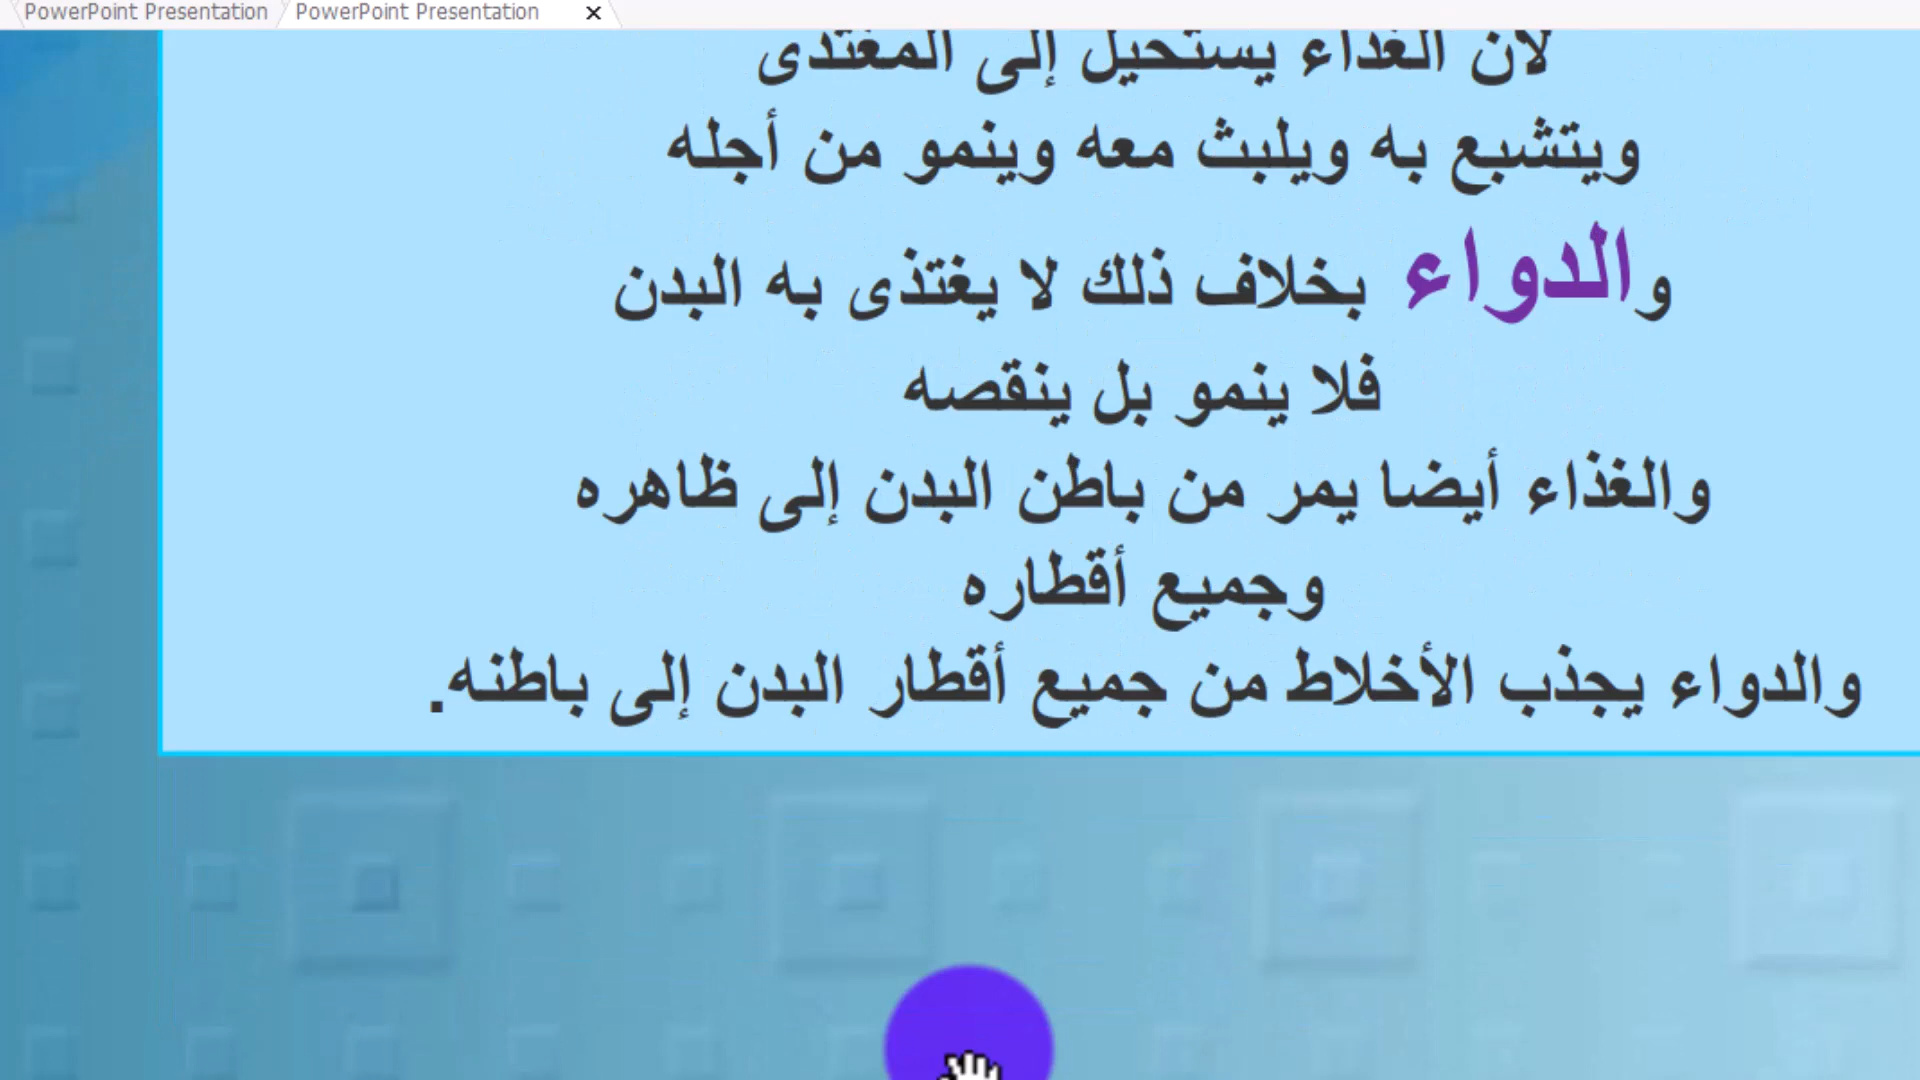 PowerPoint Presentation PowerPoint Presentation
لأن الغذاء يستحيل إلى المغتذى
ويتشبع به ويلبث معه وينمو من أجله
والدواء بخلاف ذلك لا يغتذى به البدن
فلا ينمو بل ينقصه
والغذاء أيضا يمر من باطن البدن إلى ظاهره
وجميع أقطاره
والدواء يجذب الأخلاط من جميع أقطار البدن إلى باطنه.